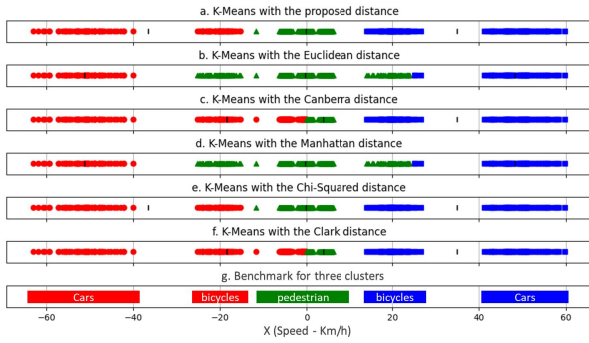 a. K-Means with the proposed distance
b. K-Means with the Euclidean distance
c. K-Means with the Canberra distance
d. K-Means with the Manhattan distance
e. K-Means with the Chi-Squared distance
f. K-Means with the Clark distance
g. Benchmark for three clusters
Cars bicycles pedestrian bicycles Cars
−60 −40 −20 0 20 40 60
X (Speed - Km/h)